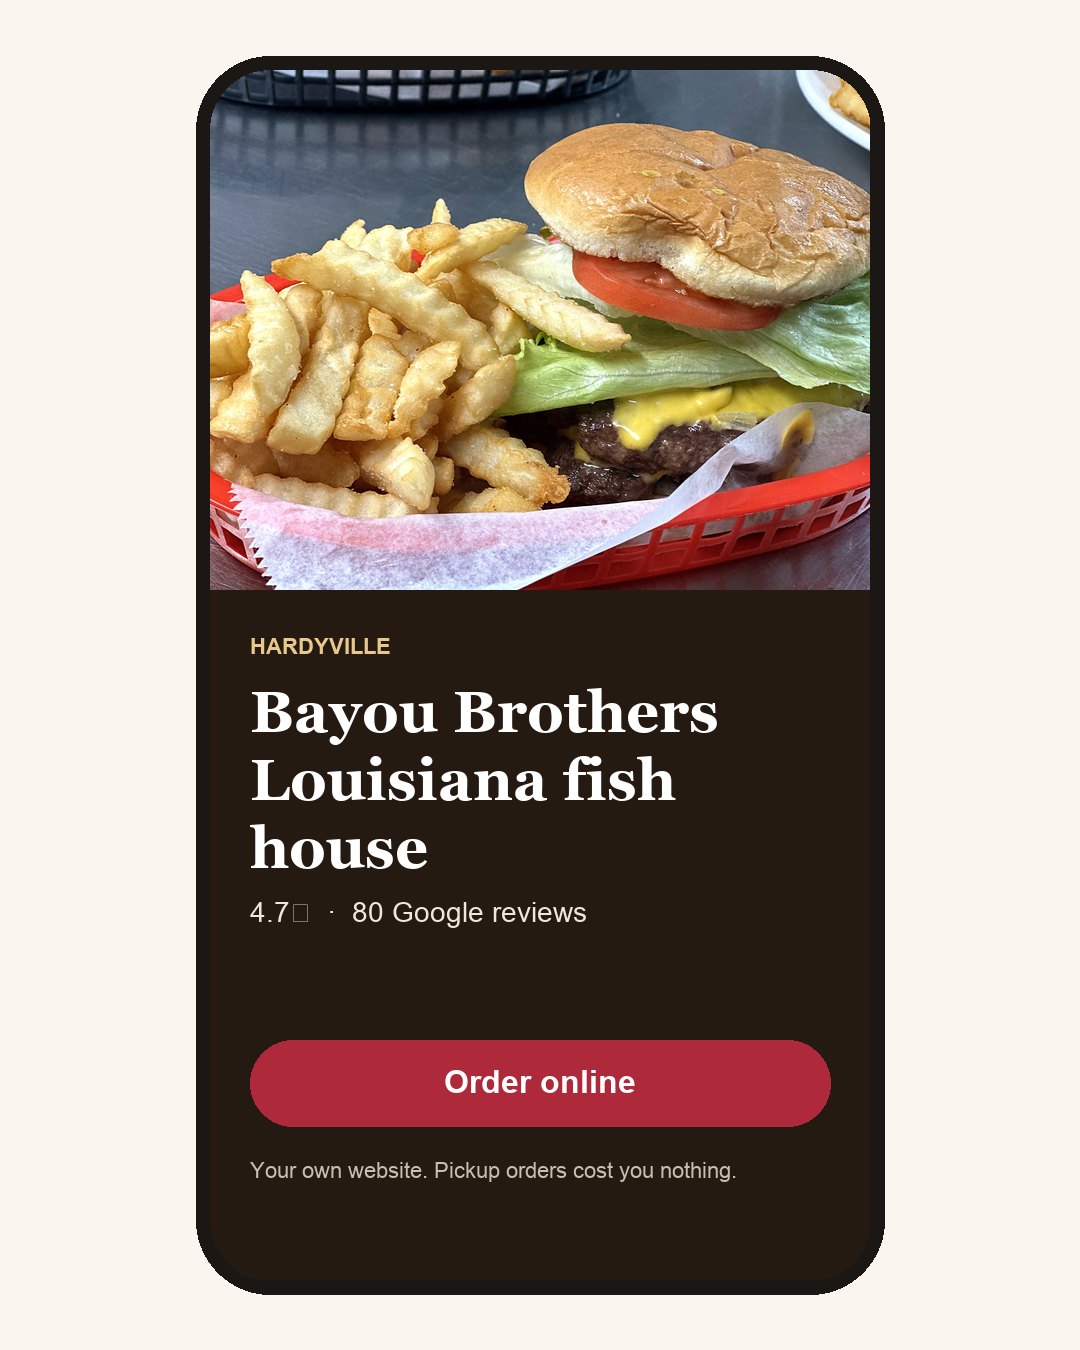 HARDYVILLE
Bayou Brothers
Louisiana fish
house
4.7□ · 80 Google reviews
Order online
Your own website. Pickup orders cost you nothing.